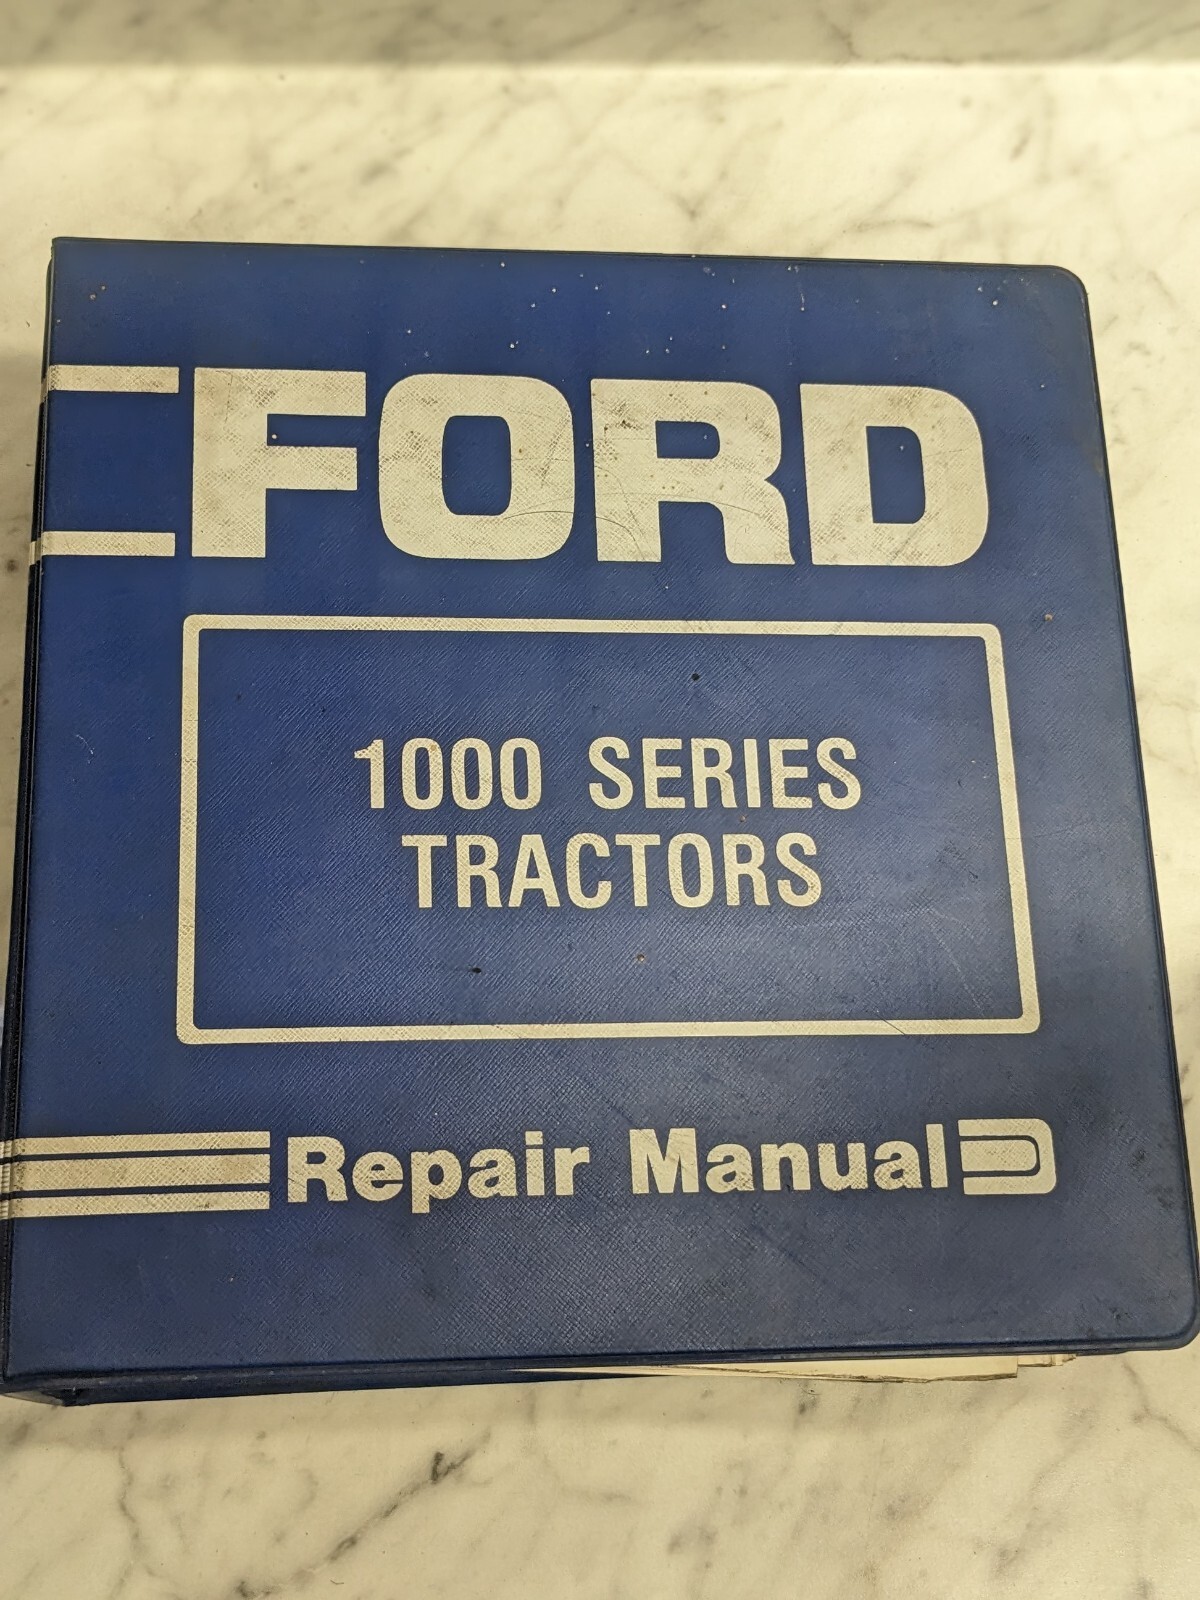 FORD
1000 SERIES
TRACTORS
Repair Manual